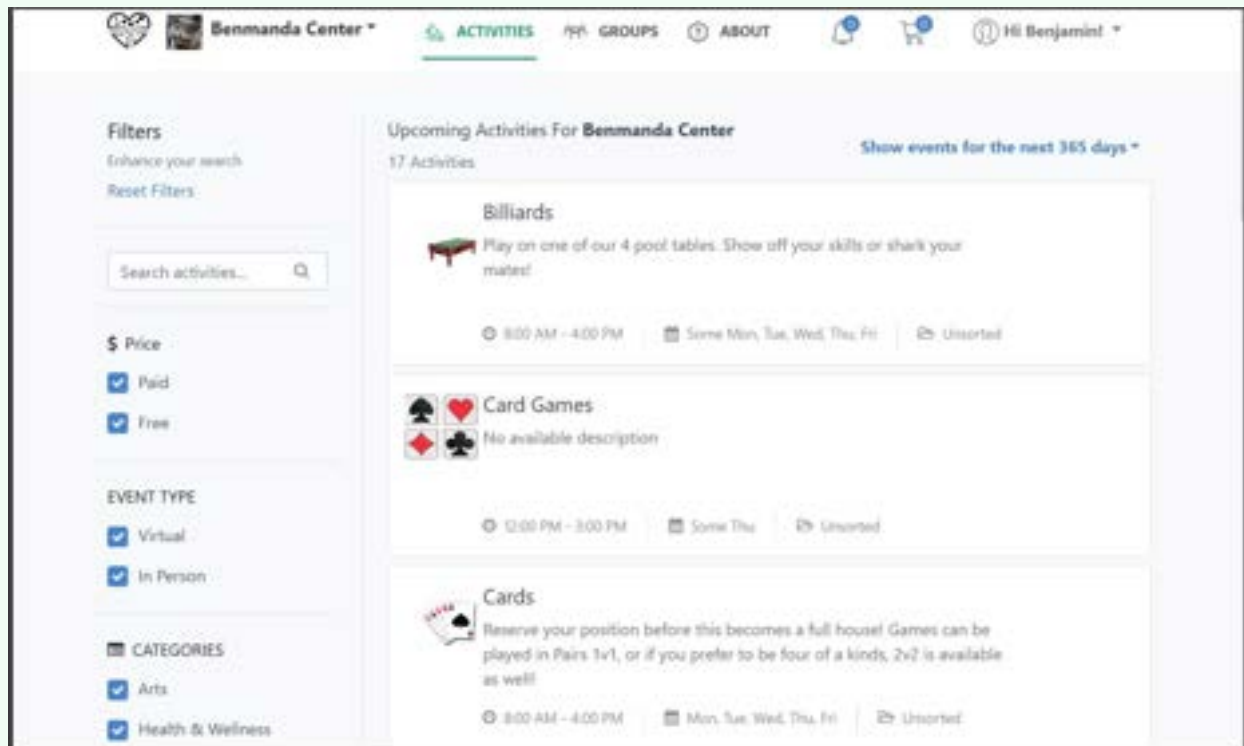 Benmanda Center
ACTIVITIES
GROUPS
ABOUT
0
0
Hi Benjamin!
Filters
Enhance your search
Reset Filters
Search activities...
$ Price
Paid
Free
EVENT TYPE
Virtual
In Person
CATEGORIES
Arts
Health & Wellness
Upcoming Activities For Benmanda Center
17 Activities
Show events for the next 365 days
Billiards
Play on one of our 4 pool tables. Show off your skills or shark your
mates!
8:00 AM - 4:00 PM
Some Mon, Tue, Wed, Thu, Fri
Unsorted
Card Games
No available description
12:00 PM - 3:00 PM
Some Thu
Unsorted
Cards
Reserve your position before this becomes a full house! Games can be
played in Pairs 1v1, or if you prefer to be four of a kinds, 2v2 is available
as well!
8:00 AM - 4:00 PM
Mon, Tue, Wed, Thu, Fri
Unsorted